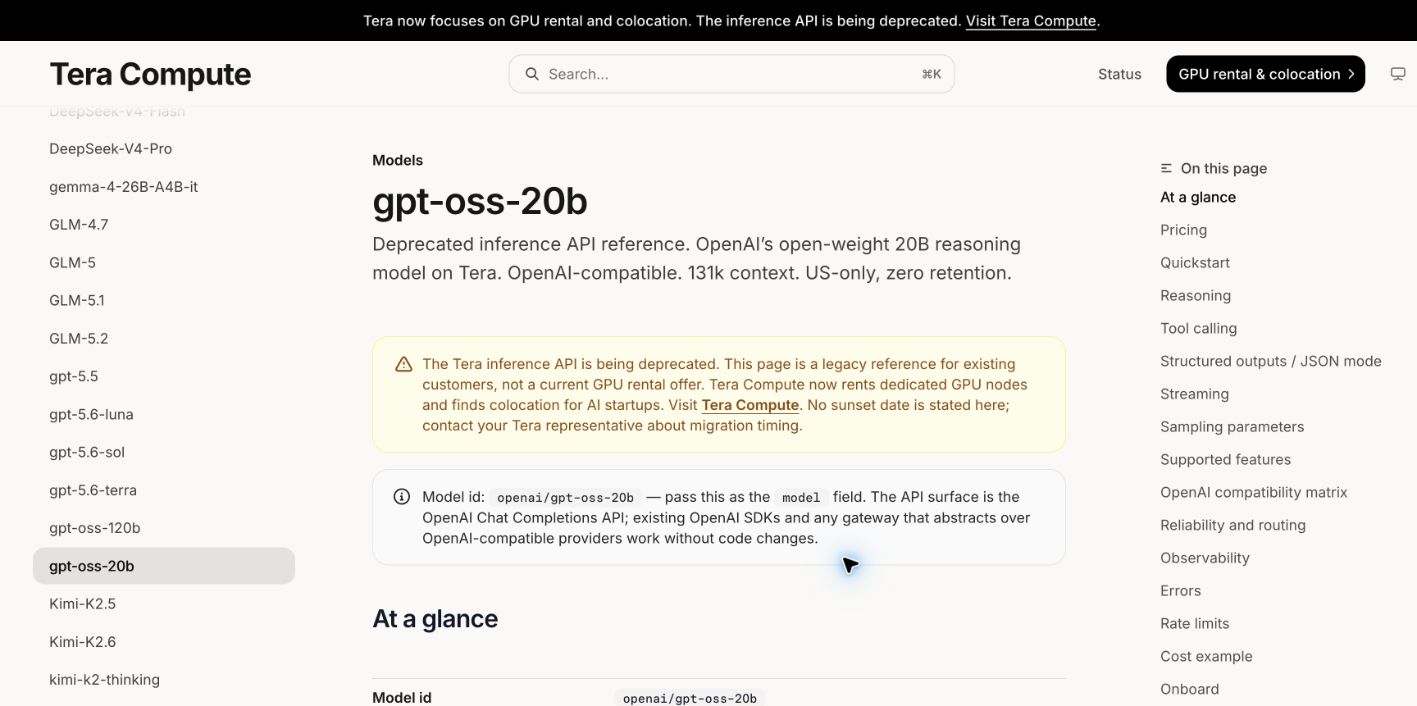 Tera now focuses on GPU rental and colocation. The inference API is being deprecated. Visit Tera Compute.
Tera Compute
Search...
⌘K
Status
GPU rental & colocation
DeepSeek-V4-Flash
DeepSeek-V4-Pro
gemma-4-26B-A4B-it
GLM-4.7
GLM-5
GLM-5.1
GLM-5.2
gpt-5.5
gpt-5.6-luna
gpt-5.6-sol
gpt-5.6-terra
gpt-oss-120b
gpt-oss-20b
Kimi-K2.5
Kimi-K2.6
kimi-k2-thinking
Models
gpt-oss-20b
Deprecated inference API reference. OpenAI’s open-weight 20B reasoning
model on Tera. OpenAI-compatible. 131k context. US-only, zero retention.
The Tera inference API is being deprecated. This page is a legacy reference for existing
customers, not a current GPU rental offer. Tera Compute now rents dedicated GPU nodes
and finds colocation for AI startups. Visit Tera Compute. No sunset date is stated here;
contact your Tera representative about migration timing.
Model id: openai/gpt-oss-20b — pass this as the model field. The API surface is the
OpenAI Chat Completions API; existing OpenAI SDKs and any gateway that abstracts over
OpenAI-compatible providers work without code changes.
At a glance
Model id openai/gpt-oss-20b
On this page
At a glance
Pricing
Quickstart
Reasoning
Tool calling
Structured outputs / JSON mode
Streaming
Sampling parameters
Supported features
OpenAI compatibility matrix
Reliability and routing
Observability
Errors
Rate limits
Cost example
Onboard